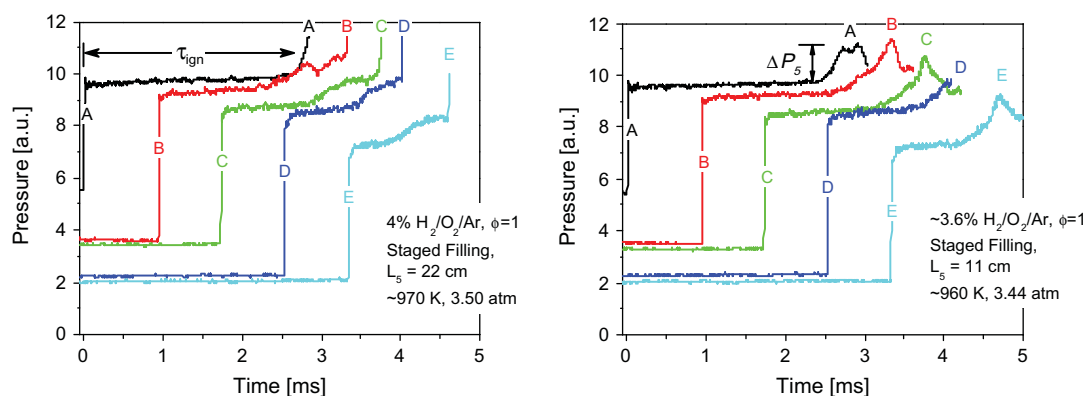 12
10
8
6
4
2
0
Pressure [a.u.]
0
1
2
3
4
5
Time [ms]
τign
A
B
C
D
E
A
B
C
D
E
4% H2/O2/Ar, ϕ=1
Staged Filling,
L5 = 22 cm
~970 K, 3.50 atm
12
10
8
6
4
2
0
Pressure [a.u.]
0
1
2
3
4
5
Time [ms]
ΔP5
A
B
C
D
E
A
B
C
D
E
~3.6% H2/O2/Ar, ϕ=1
Staged Filling,
L5 = 11 cm
~960 K, 3.44 atm